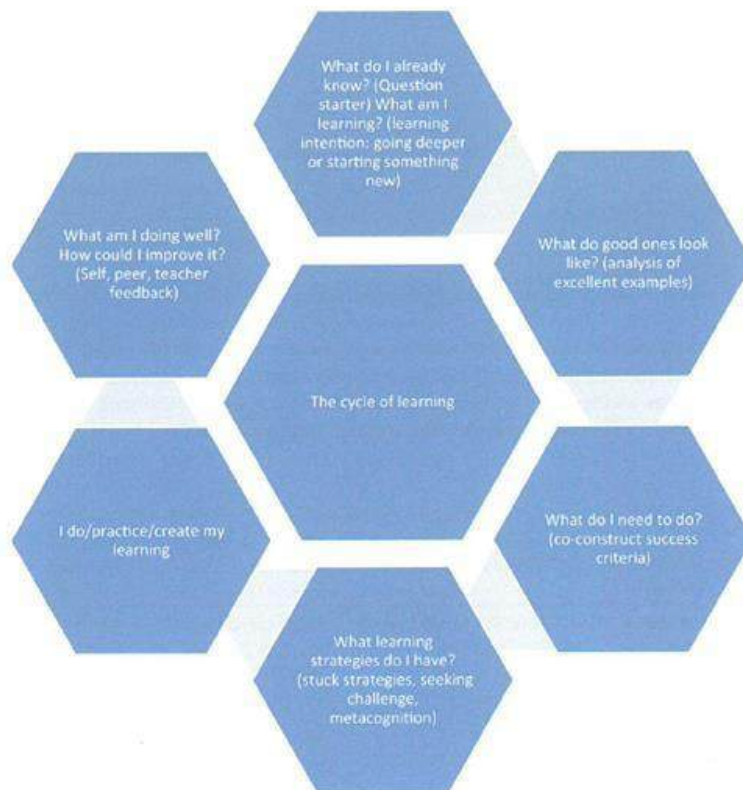 What do I already
know? (Question
starter) What am I
learning? (learning
intention: going deeper
or starting something
new)
What do good ones look
like? (analysis of
excellent examples)
What do I need to do?
(co-construct success
criteria)
What learning
strategies do I have?
(stuck strategies, seeking
challenge,
metacognition)
I do/practice/create my
learning
What am I doing well?
How could I improve it?
(Self, peer, teacher
feedback)
The cycle of learning